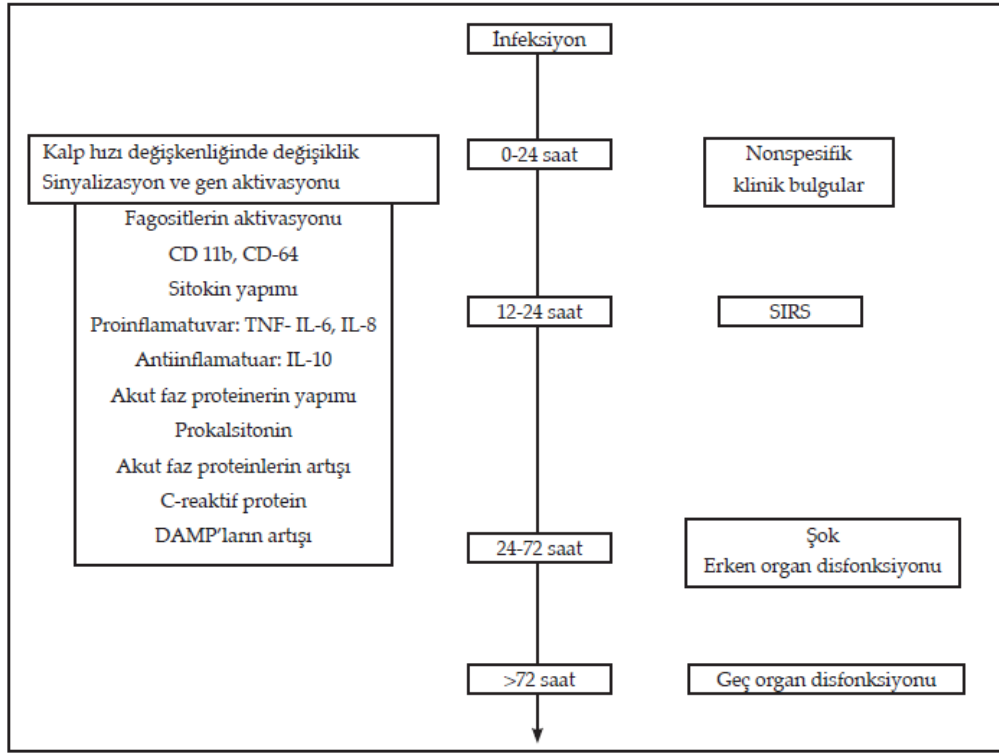 İnfeksiyon
Kalp hızı değişkenliğinde değişiklik
Sinyalizasyon ve gen aktivasyonu
Fagositlerin aktivasyonu
CD 11b, CD-64
Sitokin yapımı
Proinflamatuvar: TNF- IL-6, IL-8
Antiinflamatuar: IL-10
Akut faz proteinerin yapımı
Prokalsitonin
Akut faz proteinlerin artışı
C-reaktif protein
DAMP'ların artışı
0-24 saat
12-24 saat
24-72 saat
>72 saat
Nonspesifik
klinik bulgular
SIRS
Şok
Erken organ disfonksiyonu
Geç organ disfonksiyonu